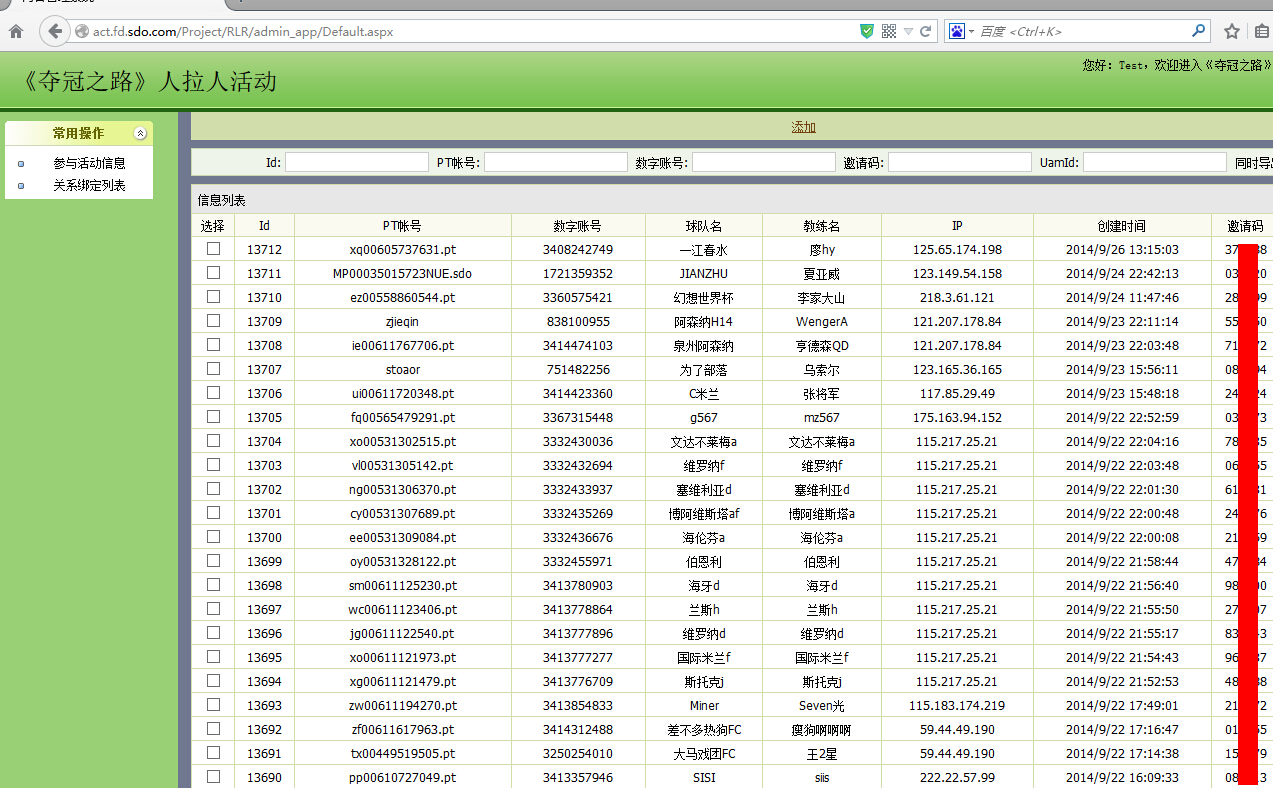 act.fd.sdo.com/Project/RLR/admin_app/Default.aspx 百度 <Ctrl+K>
《夺冠之路》人拉人活动
您好：Test，欢迎进入《夺冠之路》
常用操作
参与活动信息
关系绑定列表
添加
Id: PT帐号: 数字账号: 邀请码: UamId: 同时导
信息列表
选择 Id PT帐号 数字账号 球队名 教练名 IP 创建时间 邀请码
13712 xq00605737631.pt 3408242749 一江春水 廖hy 125.65.174.198 2014/9/26 13:15:03 37
13711 MP00035015723NUE.sdo 1721359352 JIANZHU 夏亚威 123.149.54.158 2014/9/24 22:42:13 03 20
13710 ez00558860544.pt 3360575421 幻想世界杯 李家大山 218.3.61.121 2014/9/24 11:47:46 28 99
13709 zjieqin 838100955 阿森纳H14 WengerA 121.207.178.84 2014/9/23 22:11:14 55 50
13708 ie00611767706.pt 3414474103 泉州阿森纳 亨德森QD 121.207.178.84 2014/9/23 22:03:48 71 72
13707 stoaor 751482256 为了部落 乌索尔 123.165.36.165 2014/9/23 15:56:11 08 94
13706 ui00611720348.pt 3414423360 C米兰 张将军 117.85.29.49 2014/9/23 15:48:18 24 24
13705 fq00565479291.pt 3367315448 g567 mz567 175.163.94.152 2014/9/22 22:52:59 03 73
13704 xo00531302515.pt 3332430036 文达不莱梅a 文达不莱梅a 115.217.25.21 2014/9/22 22:04:16 78 35
13703 vl00531305142.pt 3332432694 维罗纳f 维罗纳f 115.217.25.21 2014/9/22 22:03:48 06 55
13702 ng00531306370.pt 3332433937 塞维利亚d 塞维利亚d 115.217.25.21 2014/9/22 22:01:30 61 31
13701 cy00531307689.pt 3332435269 博阿维斯塔af 博阿维斯塔a 115.217.25.21 2014/9/22 22:00:48 24 76
13700 ee00531309084.pt 3332436676 海伦芬a 海伦芬a 115.217.25.21 2014/9/22 22:00:08 21 59
13699 oy00531328122.pt 3332455971 伯恩利 伯恩利 115.217.25.21 2014/9/22 21:58:44 47 34
13698 sm00611125230.pt 3413780903 海牙d 海牙d 115.217.25.21 2014/9/22 21:56:40 98 00
13697 wc00611123406.pt 3413778864 兰斯h 兰斯h 115.217.25.21 2014/9/22 21:55:50 27 07
13696 jg00611122540.pt 3413777896 维罗纳d 维罗纳d 115.217.25.21 2014/9/22 21:55:17 83 43
13695 xo00611121973.pt 3413777277 国际米兰f 国际米兰f 115.217.25.21 2014/9/22 21:54:43 96 37
13694 xg00611121479.pt 3413776709 斯托克j 斯托克j 115.217.25.21 2014/9/22 21:52:53 48 38
13693 zw00611194270.pt 3413854833 Miner Seven光 115.183.174.219 2014/9/22 17:49:01 21 72
13692 zf00611617963.pt 3414312488 差不多热狗FC 瘦狗啊啊啊 59.44.49.190 2014/9/22 17:16:47 01 55
13691 tx00449519505.pt 3250254010 大马戏团FC 王2星 59.44.49.190 2014/9/22 17:14:38 15 79
13690 pp00610727049.pt 3413357946 SISI siis 222.22.57.99 2014/9/22 16:09:33 08 3